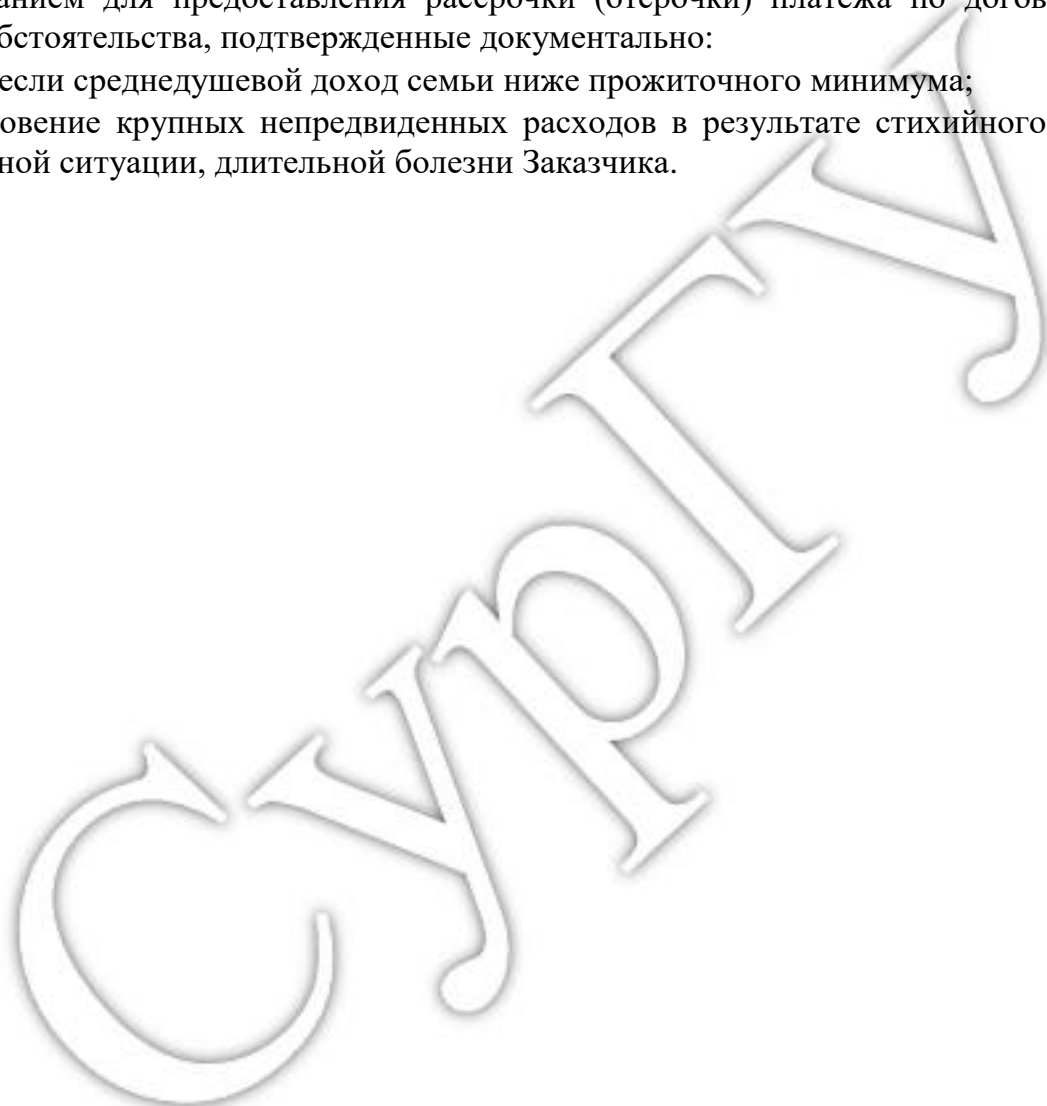 анием для предоставления рассрочки (отсрочки) платежа по догов
бстоятельства, подтвержденные документально:
если среднедушевой доход семьи ниже прожиточного минимума;
овение крупных непредвиденных расходов в результате стихийного
ной ситуации, длительной болезни Заказчика.
СурГУ